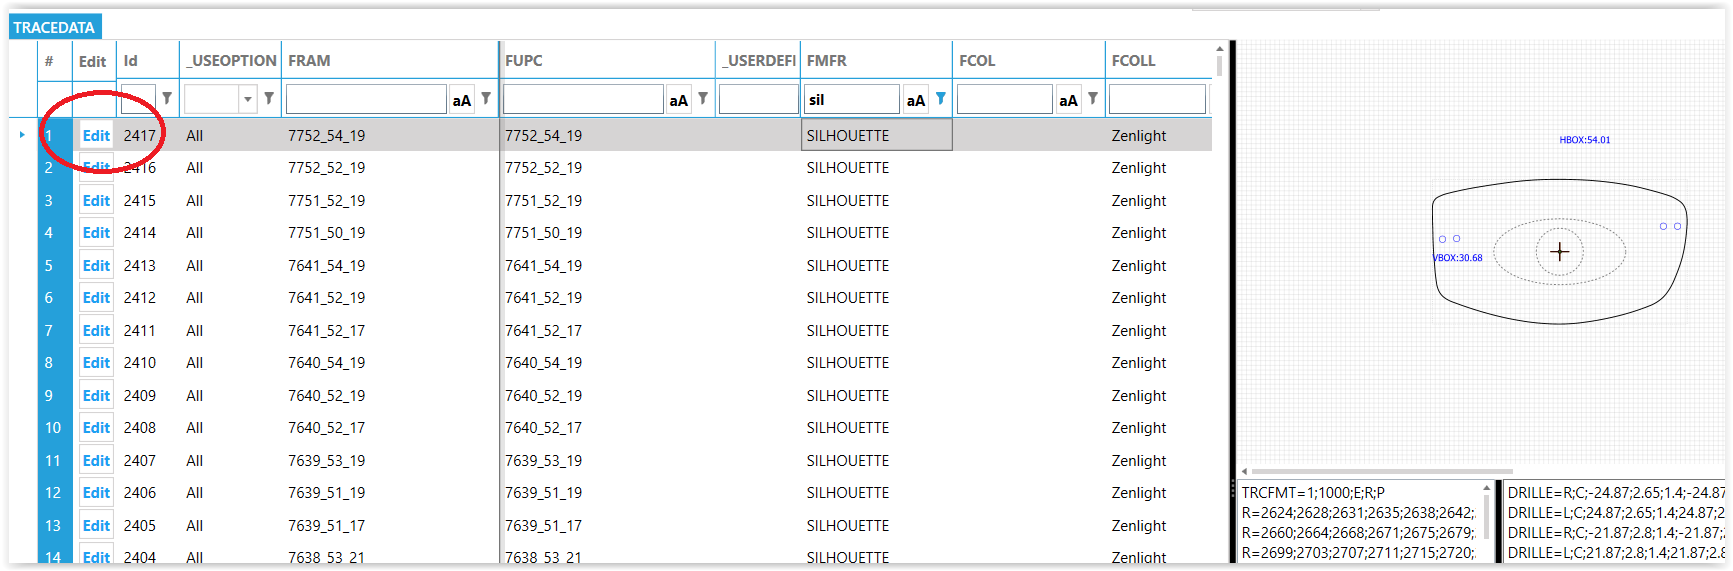 TRACEDATA
# Edit Id _USEOPTION FRAM FUPC _USERDEFI FMFR FCOL FCOLL
aA aA sil aA aA
1 Edit 2417 All 7752_54_19 7752_54_19 SILHOUETTE Zenlight
2 Edit 2416 All 7752_52_19 7752_52_19 SILHOUETTE Zenlight
3 Edit 2415 All 7751_52_19 7751_52_19 SILHOUETTE Zenlight
4 Edit 2414 All 7751_50_19 7751_50_19 SILHOUETTE Zenlight
5 Edit 2413 All 7641_54_19 7641_54_19 SILHOUETTE Zenlight
6 Edit 2412 All 7641_52_19 7641_52_19 SILHOUETTE Zenlight
7 Edit 2411 All 7641_52_17 7641_52_17 SILHOUETTE Zenlight
8 Edit 2410 All 7640_54_19 7640_54_19 SILHOUETTE Zenlight
9 Edit 2409 All 7640_52_19 7640_52_19 SILHOUETTE Zenlight
10 Edit 2408 All 7640_52_17 7640_52_17 SILHOUETTE Zenlight
11 Edit 2407 All 7639_53_19 7639_53_19 SILHOUETTE Zenlight
12 Edit 2406 All 7639_51_19 7639_51_19 SILHOUETTE Zenlight
13 Edit 2405 All 7639_51_17 7639_51_17 SILHOUETTE Zenlight
14 Edit 2404 All 7638_53_21 7638_53_21 SILHOUETTE Zenlight
HBOX:54.01
VBOX:30.68
TRCFMT=1;1000;E;R;P
R=2624;2628;2631;2635;2638;2642;
R=2660;2664;2668;2671;2675;2679;
R=2699;2703;2707;2711;2715;2720;
DRILLE=R;C;-24.87;2.65;1.4;-24.87
DRILLE=L;C;24.87;2.65;1.4;24.87;2
DRILLE=R;C;-21.87;2.8;1.4;-21.87;
DRILLE=L;C;21.87;2.8;1.4;21.87;2.8